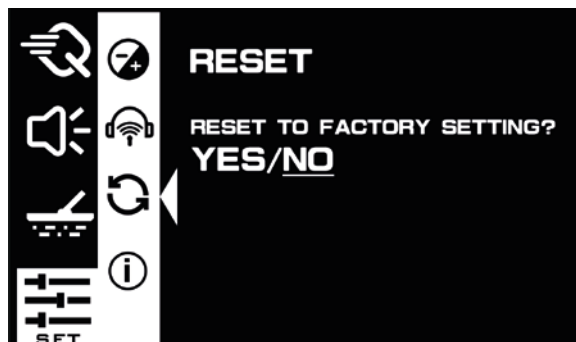 RESET
RESET TO FACTORY SETTING?
YES/NO
SET